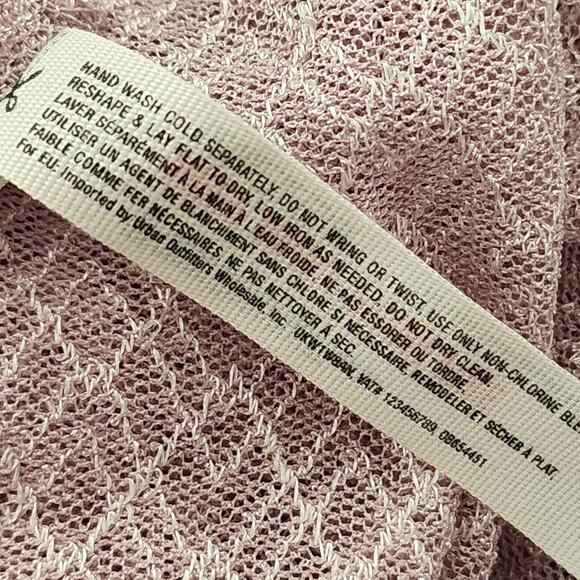 HAND WASH COLD SEPARATELY. DO NOT WRING OR TWIST. USE ONLY NON-CHLORINE BLE
RESHAPE & LAY FLAT TO DRY, LOW IRON AS NEEDED. DO NOT DRY CLEAN.
LAVER SÉPARÉMENT À LA MAIN À L'EAU FROIDE. NE PAS ESSORER OU TORDRE
UTILISER UN AGENT DE BLANCHIMENT SANS CHLORE SI NÉCESSAIRE. REMODELER ET SÉCHER À PLAT.
FAIBLE COMME FER NÉCESSAIRES, NE PAS NETTOYER À SEC.
For EU: Imported by Urban Outfitters Wholesale, Inc. UKW1W8AN, VAT# 123456789, 08654451